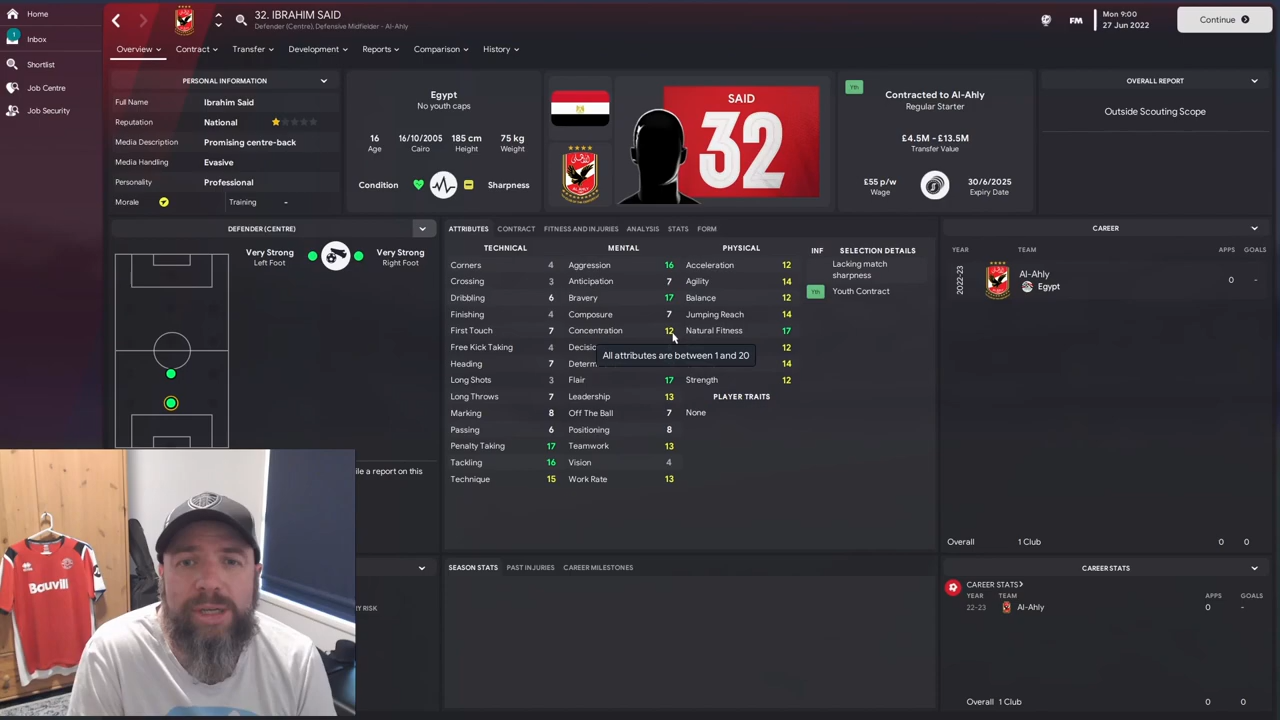 Home
Inbox
1
Shortlist
Job Centre
Job Security
32. IBRAHIM SAID
Defender (Centre), Defensive Midfielder - Al-Ahly
FM
Mon 9:00
27 Jun 2022
Continue
Overview
Contract
Transfer
Development
Reports
Comparison
History
PERSONAL INFORMATION
Full Name Ibrahim Said
Reputation National
Media Description Promising centre-back
Media Handling Evasive
Personality Professional
Morale
Training -
Egypt
No youth caps
16 16/10/2005 185 cm 75 kg
Age Cairo Height Weight
Condition Sharpness
SAID
32
Yth
Contracted to Al-Ahly
Regular Starter
£4.5M - £13.5M
Transfer Value
£55 p/w 30/6/2025
Wage Expiry Date
OVERALL REPORT
Outside Scouting Scope
DEFENDER (CENTRE)
Very Strong
Left Foot
Very Strong
Right Foot
ATTRIBUTES CONTRACT FITNESS AND INJURIES ANALYSIS STATS FORM
TECHNICAL
Corners 4
Crossing 3
Dribbling 6
Finishing 4
First Touch 7
Free Kick Taking 4
Heading 7
Long Shots 3
Long Throws 7
Marking 8
Passing 6
Penalty Taking 17
Tackling 16
Technique 15
MENTAL
Aggression 16
Anticipation 7
Bravery 17
Composure 7
Concentration 12
Decis
Determ
Flair 17
Leadership 13
Off The Ball 7
Positioning 8
Teamwork 13
Vision 4
Work Rate 13
All attributes are between 1 and 20
PHYSICAL
Acceleration 12
Agility 14
Balance 12
Jumping Reach 14
Natural Fitness 17
12
14
Strength 12
PLAYER TRAITS
None
INF SELECTION DETAILS
Lacking match
sharpness
Yth Youth Contract
CAREER
YEAR TEAM APPS GOALS
2022-23 Al-Ahly 0 -
Egypt
Overall 1 Club 0 0
ile a report on this
Y RISK
SEASON STATS PAST INJURIES CAREER MILESTONES
CAREER STATS
CAREER STATS>
YEAR TEAM APPS GOALS
22-23 Al-Ahly 0 -
Overall 1 Club 0 0
Bauvill